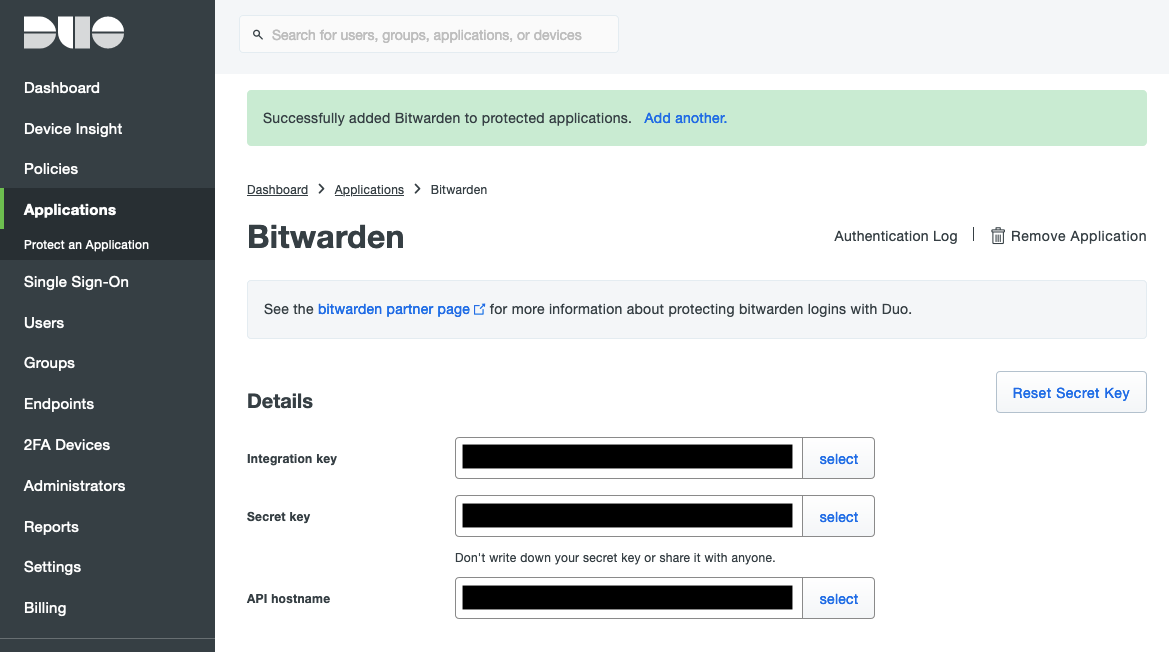 DUO
Search for users, groups, applications, or devices
Dashboard
Device Insight
Policies
Applications
Protect an Application
Single Sign-On
Users
Groups
Endpoints
2FA Devices
Administrators
Reports
Settings
Billing
Successfully added Bitwarden to protected applications. Add another.
Dashboard > Applications > Bitwarden
Bitwarden
Authentication Log | Remove Application
See the bitwarden partner page for more information about protecting bitwarden logins with Duo.
Details
Reset Secret Key
Integration key select
Secret key select
Don't write down your secret key or share it with anyone.
API hostname select